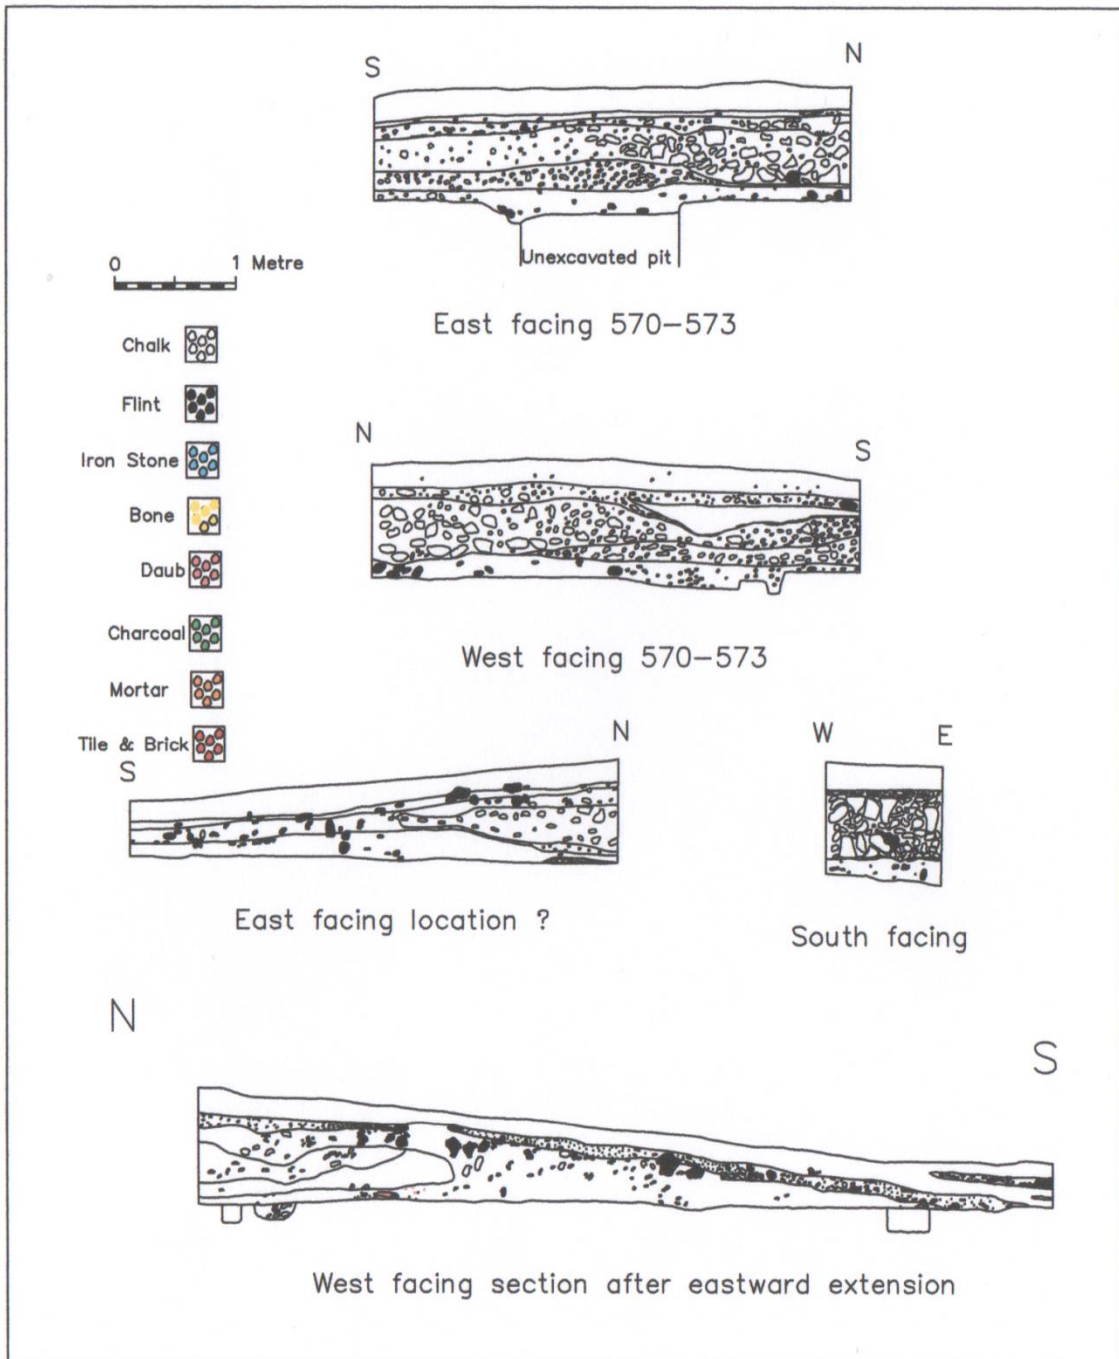 S N
Unexcavated pit
East facing 570–573
0 1 Metre
Chalk
Flint
Iron Stone
Bone
Daub
Charcoal
Mortar
Tile & Brick
N S
West facing 570–573
S N
East facing location ?
W E
South facing
N S
West facing section after eastward extension